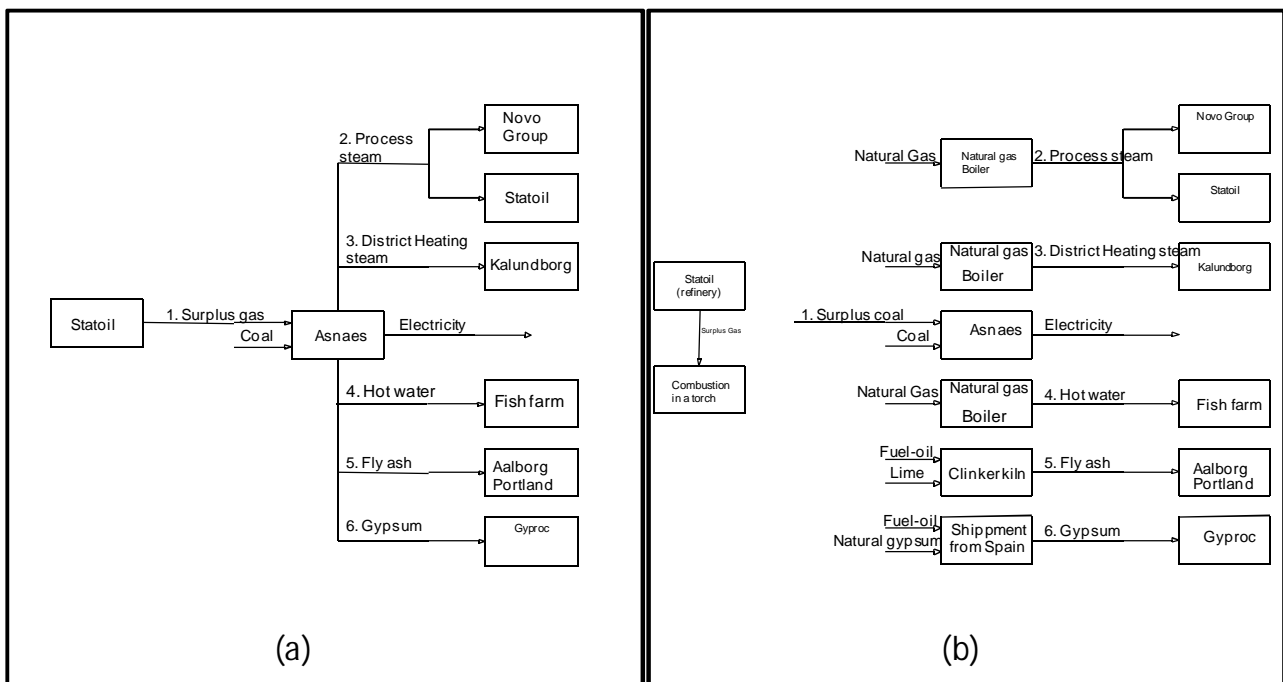 Novo
Group
2. Process
steam
Statoil
3. District Heating
steam
Kalundborg
1. Surplus gas
Statoil
Coal
Asnaes
Electricity
4. Hot water
Fish farm
5. Fly ash
Aalborg
Portland
6. Gypsum
Gyproc
(a)
Novo Group
Natural Gas
Natural gas
Boiler
2. Process steam
Statoil
Natural gas
Natural gas
Boiler
3. District Heating steam
Kalundborg
Statoil
(refinery)
Surplus Gas
Combustion
in a torch
1. Surplus coal
Coal
Asnaes
Electricity
Natural Gas
Natural gas
Boiler
4. Hot water
Fish farm
Fuel-oil
Lime
Clinkerkiln
5. Fly ash
Aalborg
Portland
Fuel-oil
Natural gypsum
Shippment
from Spain
6. Gypsum
Gyproc
(b)